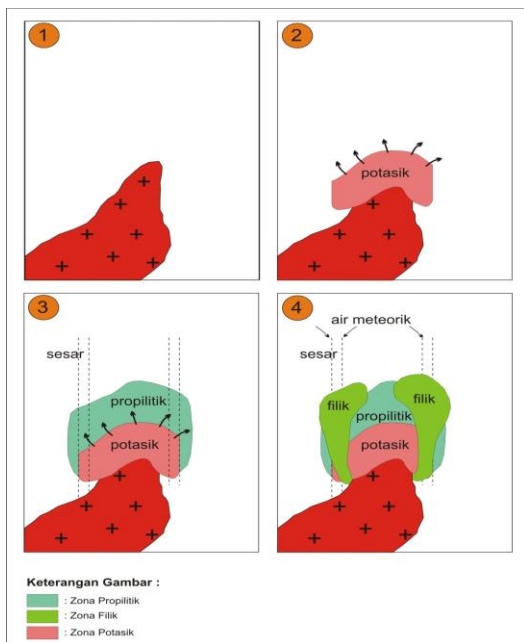 1
2
potasik
3
sesar
propilitik
potasik
4
air meteorik
sesar
filik
filik
propilitik
potasik
Keterangan Gambar :
: Zona Propilitik
: Zona Filik
: Zona Potasik